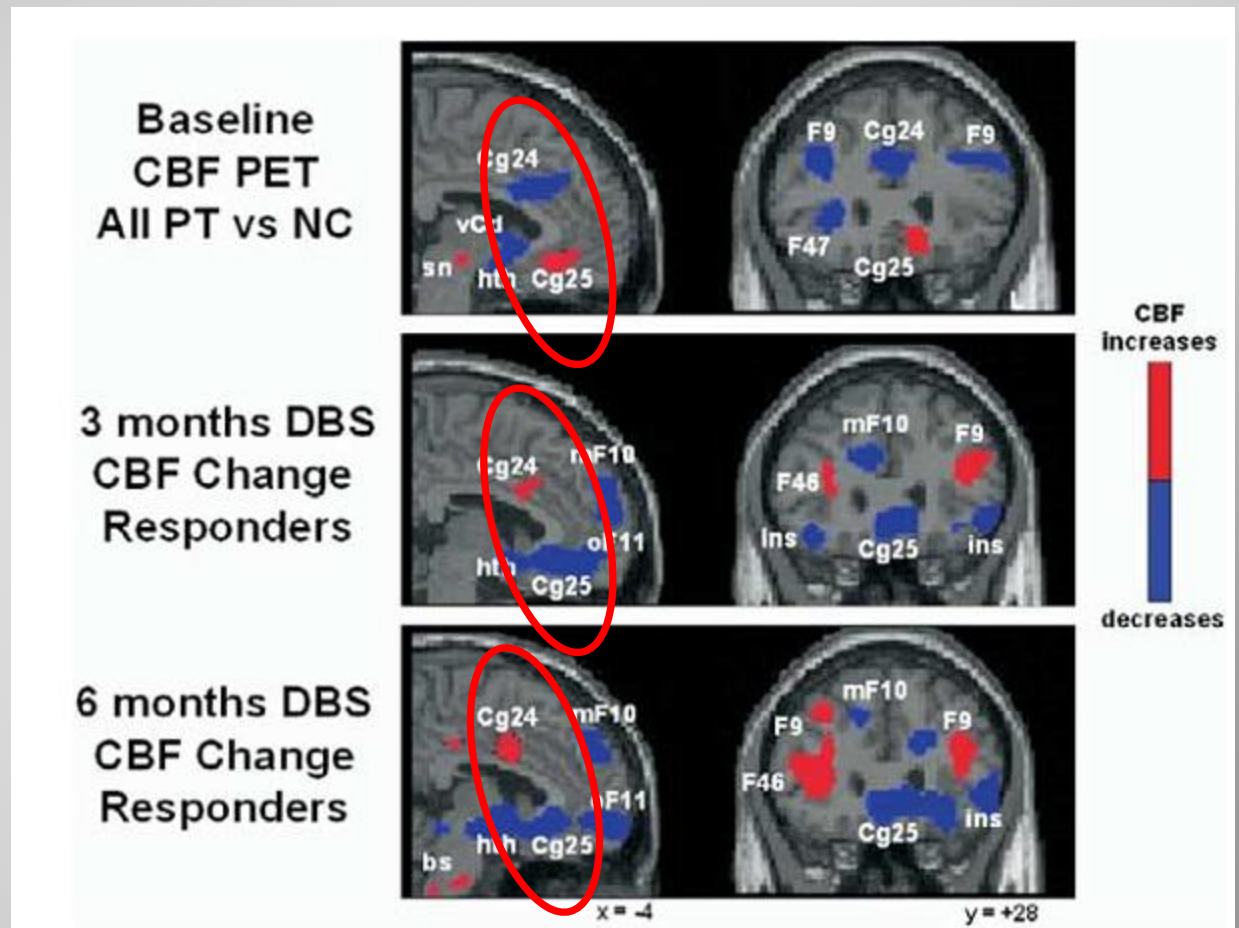 Baseline
CBF PET
All PT vs NC
Cg24
vCd
sn
hth
Cg25
F9 Cg24 F9
F47
Cg25
CBF
increases
decreases
3 months DBS
CBF Change
Responders
Cg24
mF10
oF11
hth
Cg25
mF10
F9
F46
Ins
Cg25
ins
6 months DBS
CBF Change
Responders
Cg24
mF10
oF11
hth
Cg25
bs
mF10
F9
F9
F46
Cg25
ins
x = -4
y = +28